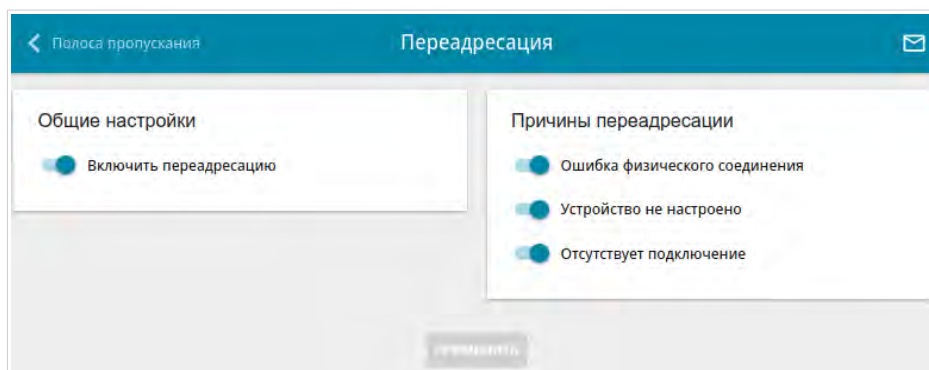 Полоса пропускания
Переадресация
Общие настройки
Включить переадресацию
Причины переадресации
Ошибка физического соединения
Устройство не настроено
Отсутствует подключение